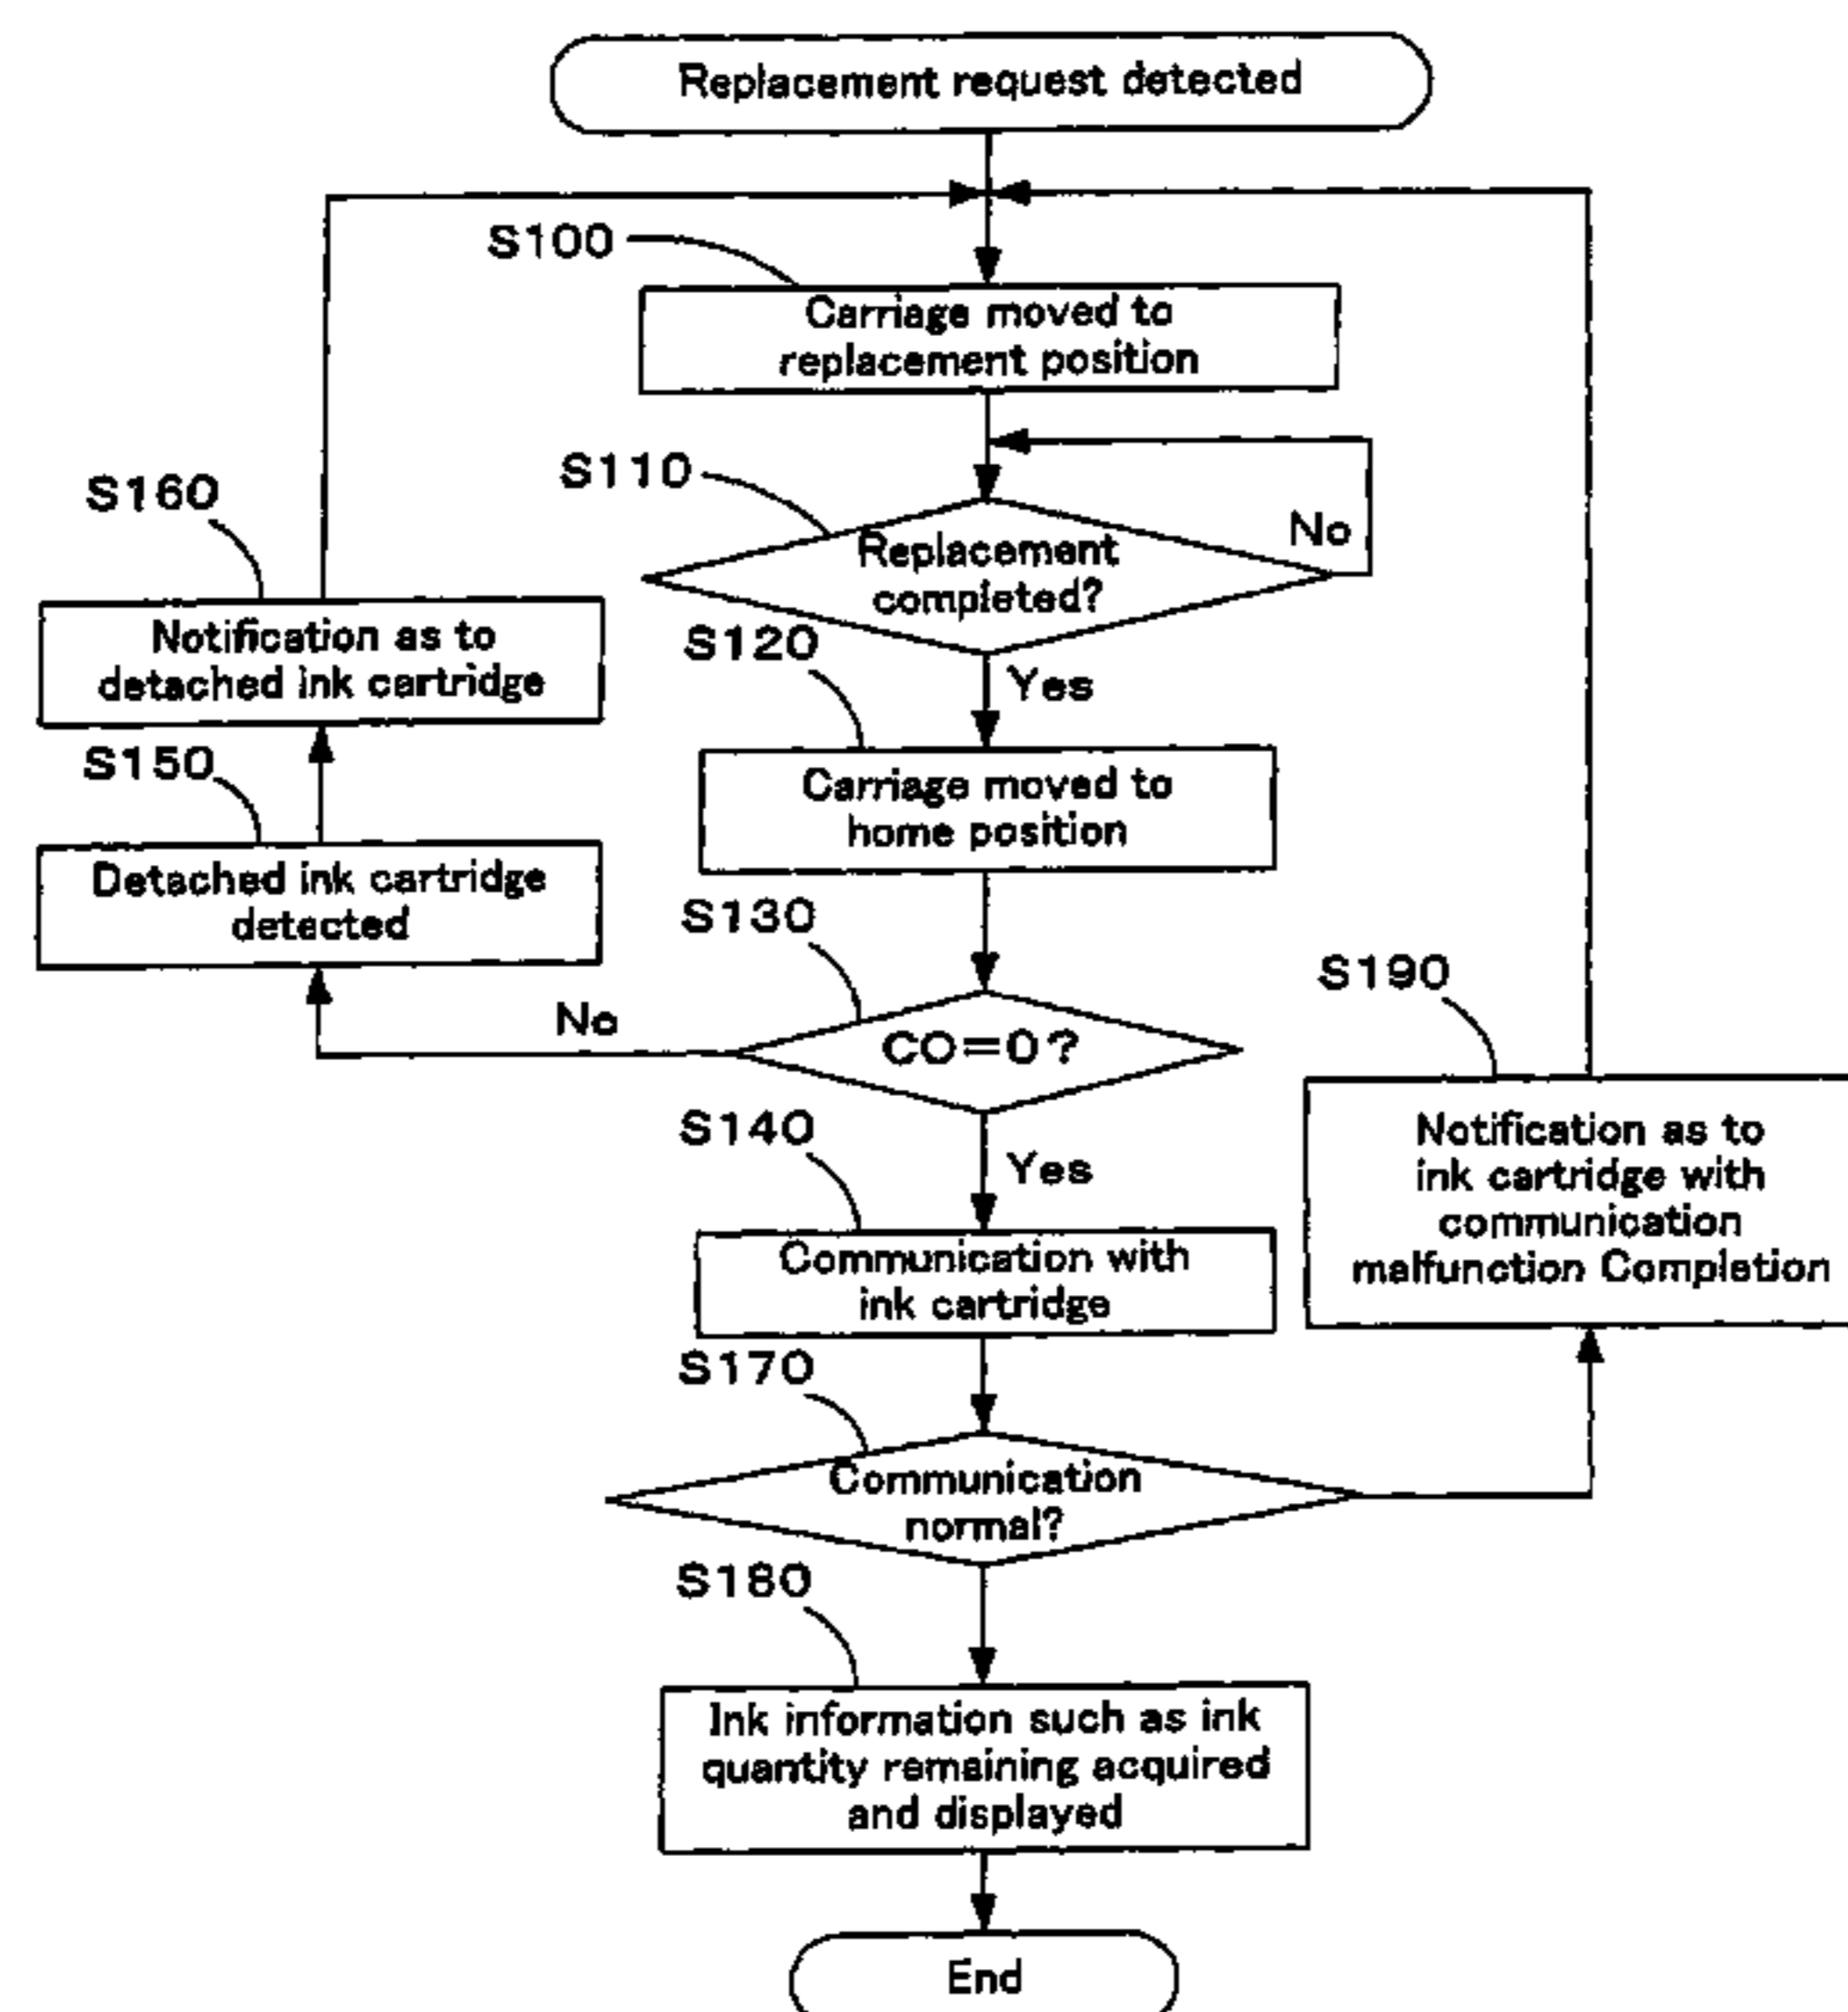 Replacement request detected
S100
Carriage moved to
replacement position
S110
Replacement
completed?
No
S120
Yes
Carriage moved to
home position
S130
CO=0?
No
S150
Detached ink cartridge
detected
S160
Notification as to
detached ink cartridge
S140
Yes
Communication with
ink cartridge
S170
Communication
normal?
S190
Notification as to
ink cartridge with
communication
malfunction Completion
S180
Ink information such as ink
quantity remaining acquired
and displayed
End